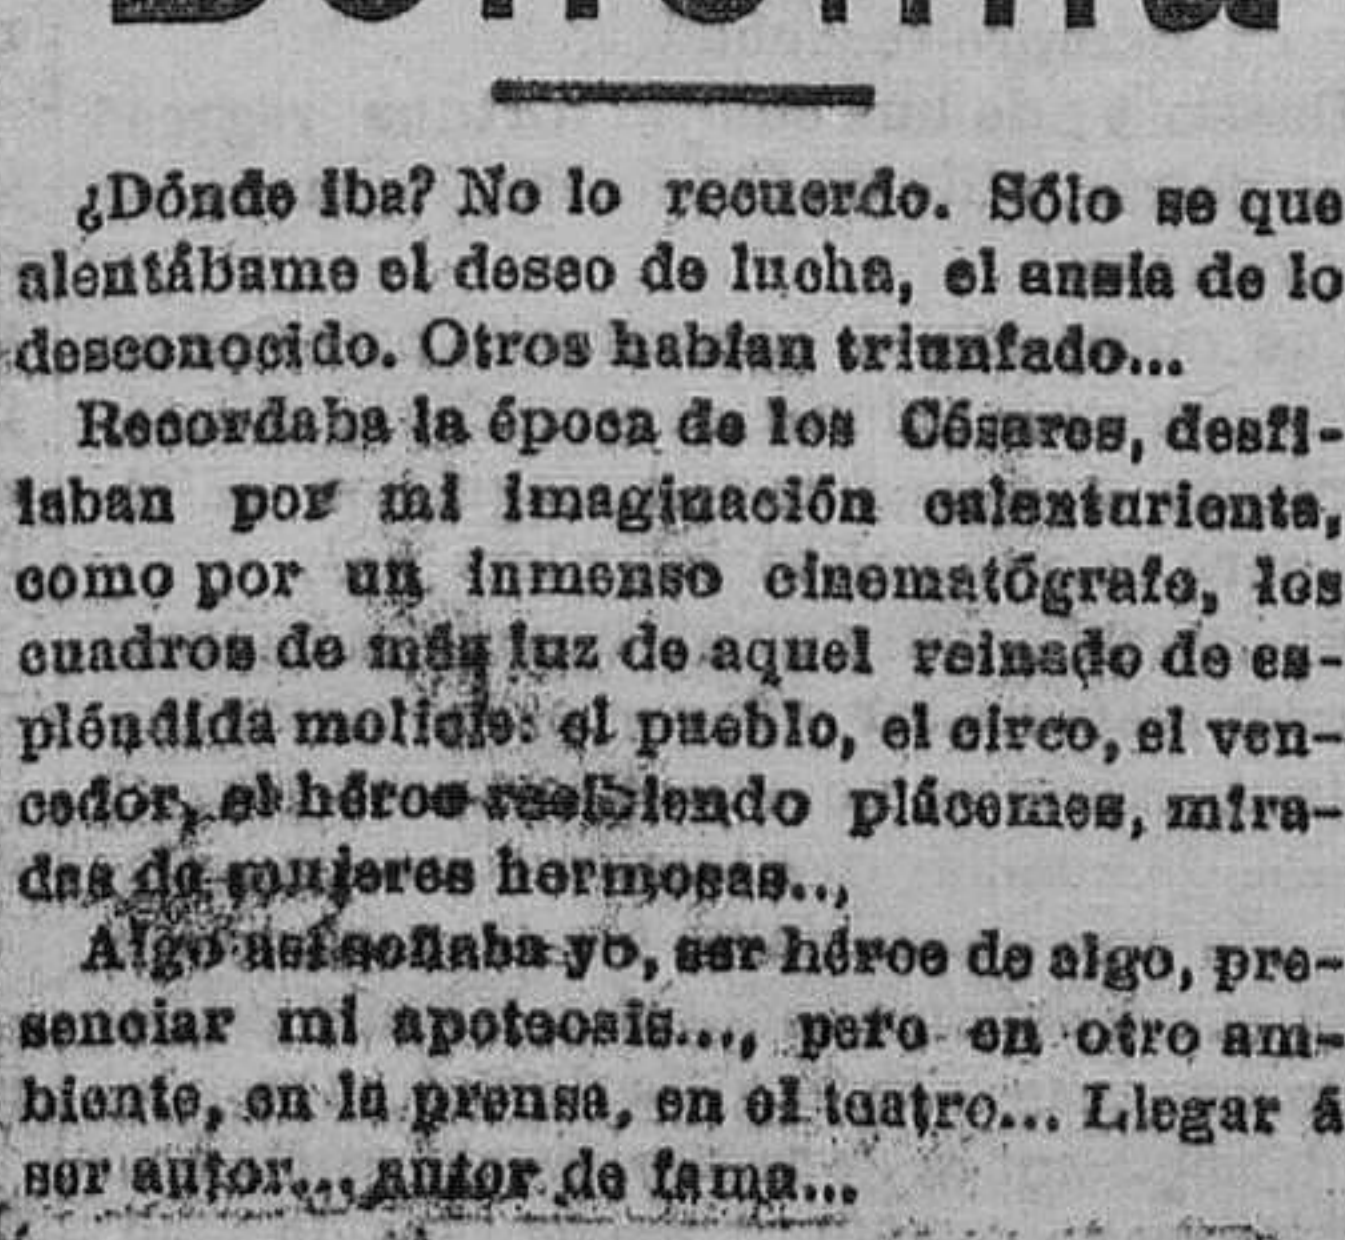 ¿Dónde iba? No lo recuerdo. Sólo se que
alentábame el deseo de lucha, el ansia de lo
desconocido. Otros habían triunfado...
Recordaba la época de los Césares, desfi-
laban por mi imaginación calenturienta,
como por un inmenso cinematógrafo, los
cuadros de más luz de aquel reinado de es-
pléndida molicie: el pueblo, el circo, el ven-
cedor, el héroe recibiendo plácemes, mira-
das de mujeres hermosas..,
Algo así soñaba yo, ser héroe de algo, pre-
senciar mi apoteosis..., pero en otro am-
biente, en la prensa, en el teatro... Llegar á
ser autor..., autor de fama...